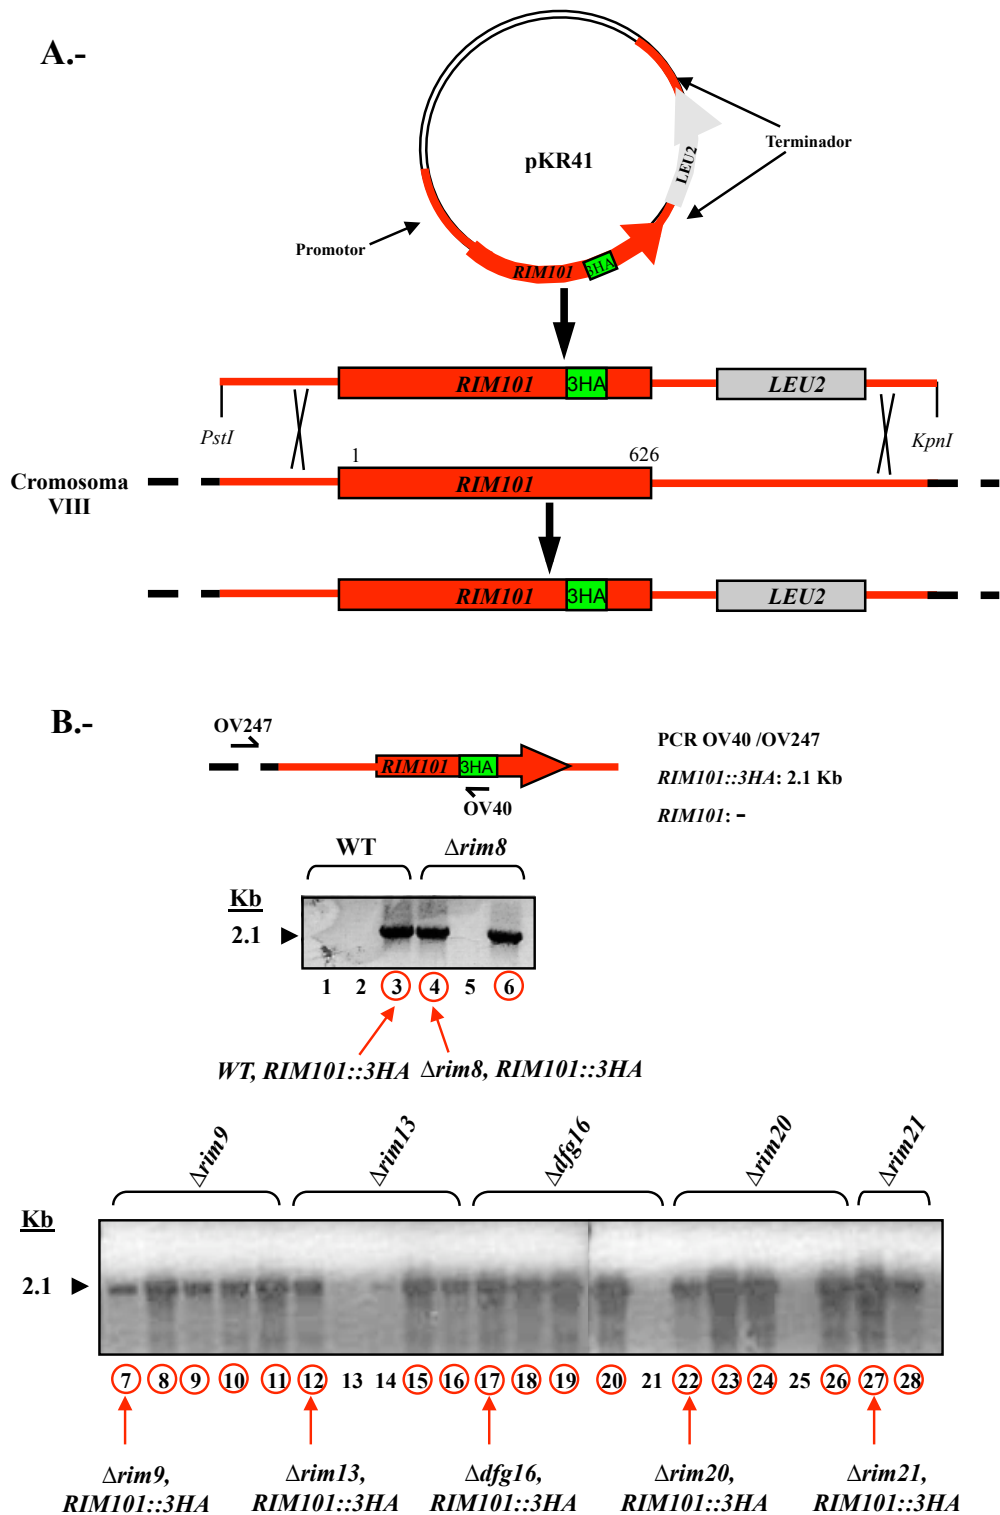 A.-
pKR41
Terminador
LEU2
Promotor
RIM101
3HA
RIM101 3HA LEU2
PstI
KpnI
1 626
Cromosoma
VIII
RIM101
RIM101 3HA LEU2
B.-
OV247
RIM101 3HA
OV40
PCR OV40 /OV247
RIM101::3HA: 2.1 Kb
RIM101: -
WT Δrim8
Kb
2.1
1 2 3 4 5 6
WT, RIM101::3HA Δrim8, RIM101::3HA
Δrim9 Δrim13 Δdfg16 Δrim20 Δrim21
Kb
2.1
7 8 9 10 11 12 13 14 15 16 17 18 19 20 21 22 23 24 25 26 27 28
Δrim9,
RIM101::3HA
Δrim13,
RIM101::3HA
Δdfg16,
RIM101::3HA
Δrim20,
RIM101::3HA
Δrim21,
RIM101::3HA